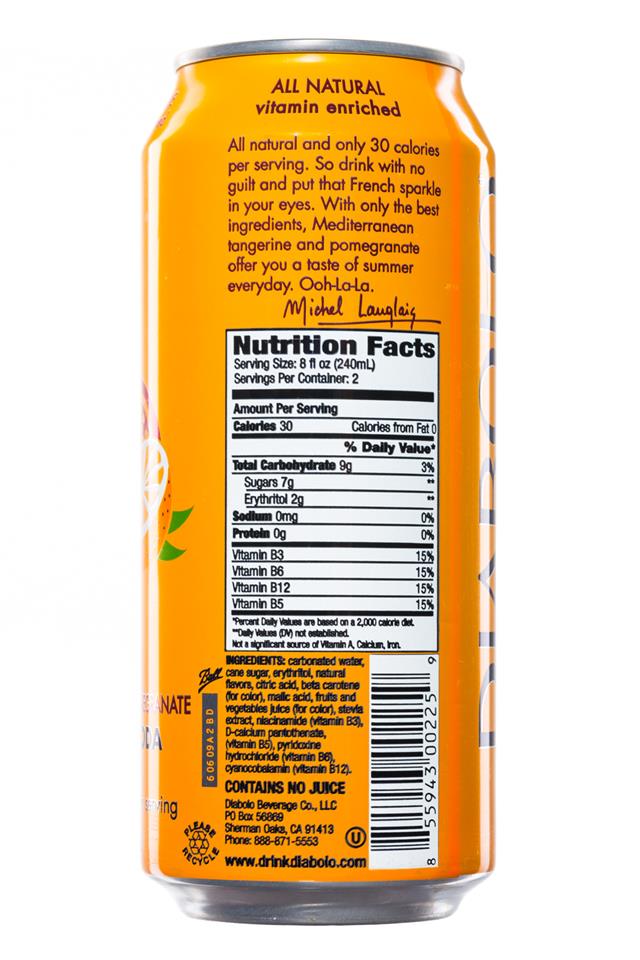 ALL NATURAL
vitamin enriched
All natural and only 30 calories
per serving. So drink with no
guilt and put that French sparkle
in your eyes. With only the best
ingredients, Mediterranean
tangerine and pomegranate
offer you a taste of summer
everyday. Ooh-La-La.
Michel Langlais
Nutrition Facts
Serving Size: 8 fl oz (240mL)
Servings Per Container: 2
Amount Per Serving
Calories 30 Calories from Fat 0
% Daily Value*
Total Carbohydrate 9g 3%
Sugars 7g **
Erythritol 2g **
Sodium 0mg 0%
Protein 0g 0%
Vitamin B3 15%
Vitamin B6 15%
Vitamin B12 15%
Vitamin B5 15%
*Percent Daily Values are based on a 2,000 calorie diet.
**Daily Values (DV) not established.
Not a significant source of Vitamin A, Calcium, Iron.
INGREDIENTS: carbonated water,
cane sugar, erythritol, natural
flavors, citric acid, beta carotene
(for color), malic acid, fruits and
vegetables juice (for color), stevia
extract, niacinamide (vitamin B3),
D-calcium pantothenate,
(vitamin B5), pyridoxine
hydrochloride (vitamin B6),
cyanocobalamin (vitamin B12).
CONTAINS NO JUICE
Diabolo Beverage Co., LLC
PO Box 56869
Sherman Oaks, CA 91413
Phone: 888-871-5553
www.drinkdiabolo.com
U
Ball
6 0 6 0 9 A 2 B D
PLEASE
RECYCLE
8 55943 00225 9
ANATE
ODA
serving
DIABOLO